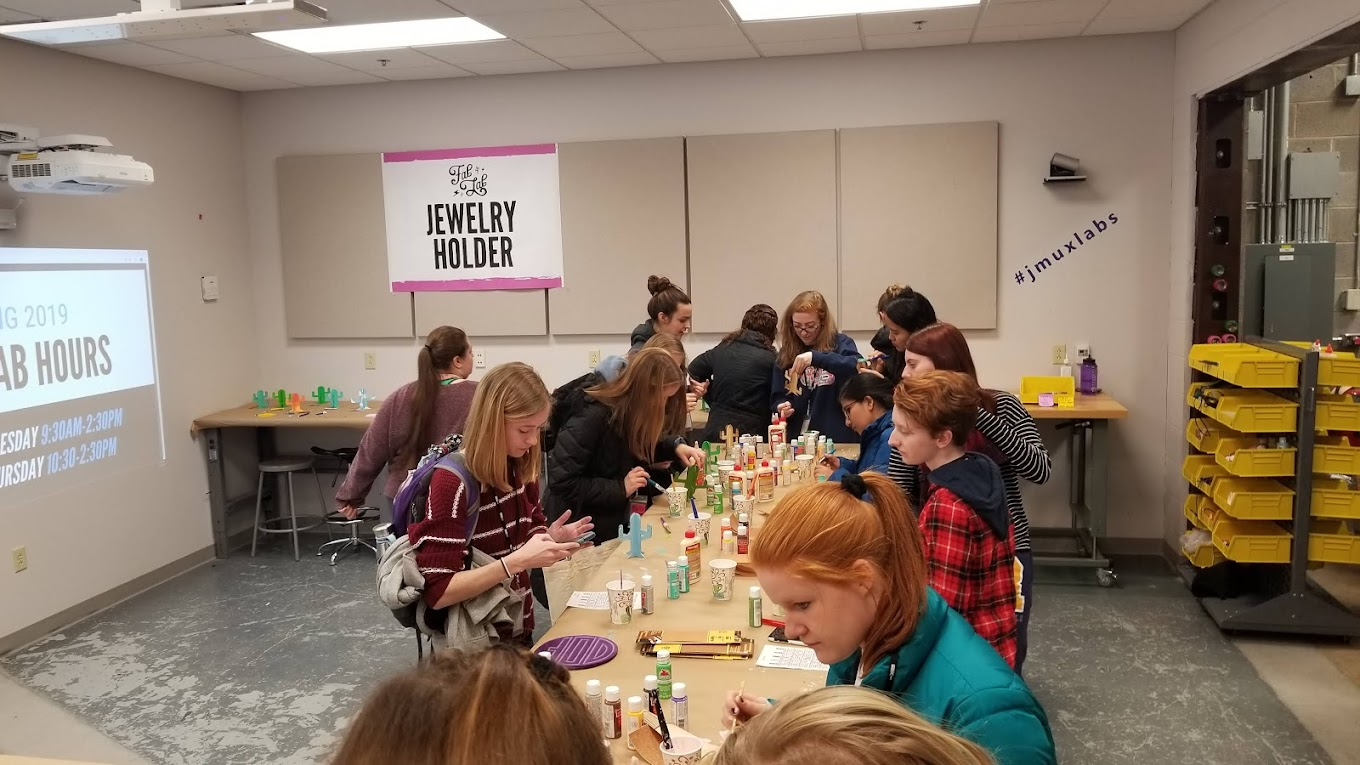 Fab Lab
JEWELRY
HOLDER
#jmuxlabs
NG 2019
AB HOURS
ESDAY 9:30AM-2:30PM
URSDAY 10:30-2:30PM